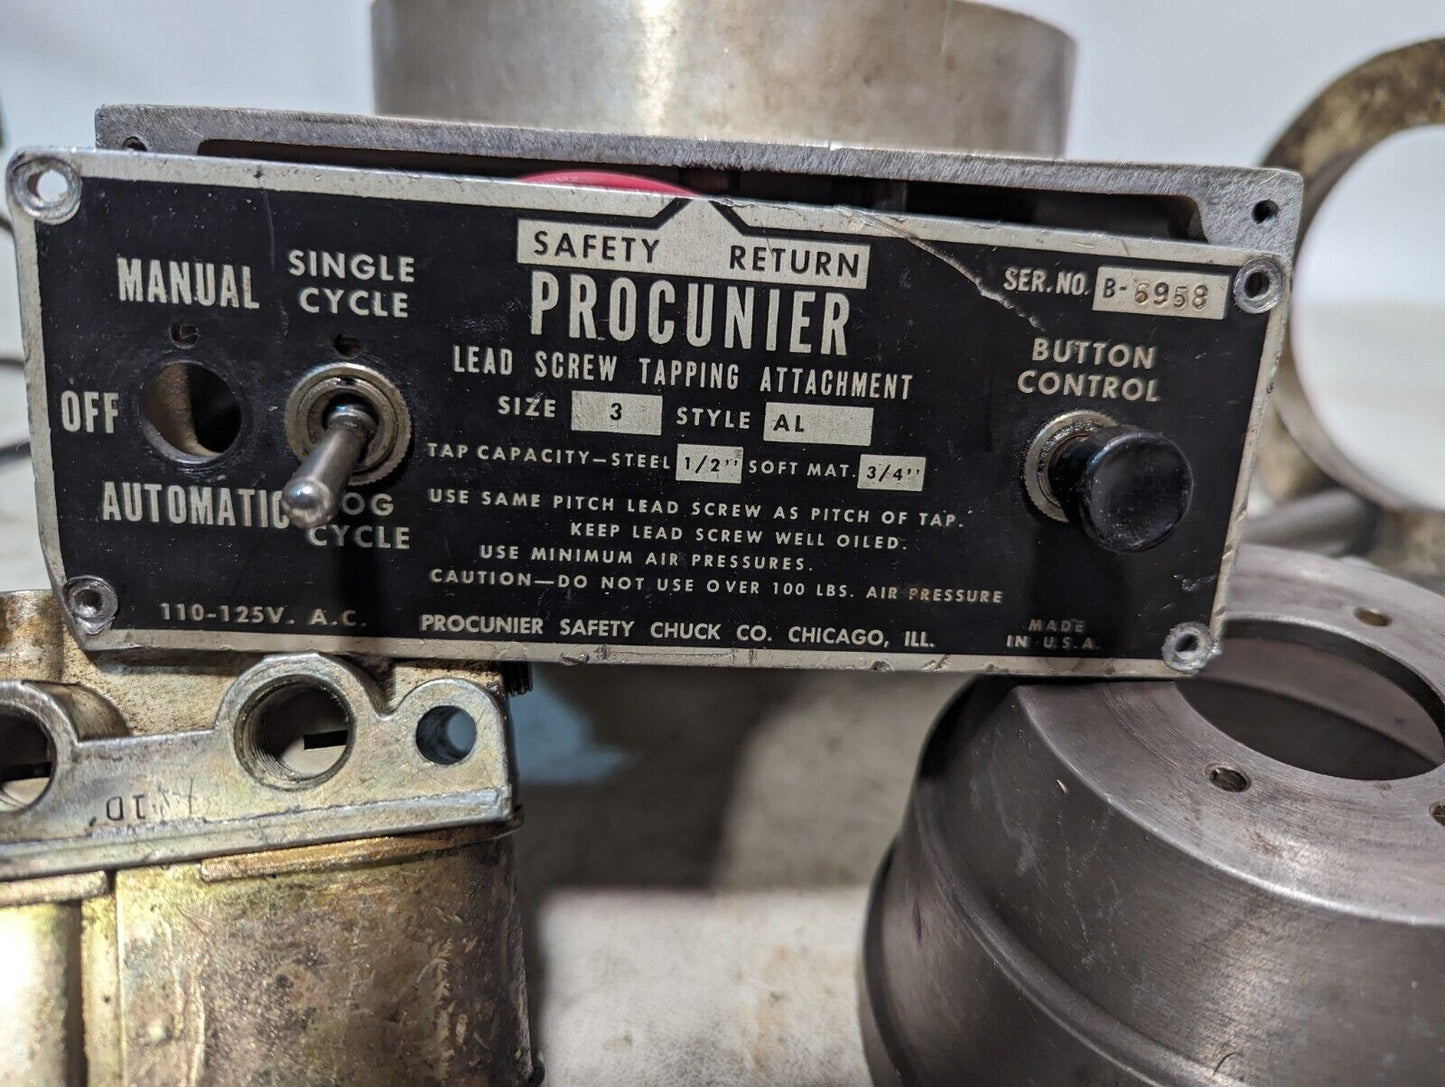 SAFETY RETURN
MANUAL
SINGLE
CYCLE
PROCUNIER
SER. NO. B-6958
LEAD SCREW TAPPING ATTACHMENT
BUTTON
CONTROL
OFF
SIZE 3 STYLE AL
TAP CAPACITY—STEEL 1/2" SOFT MAT. 3/4"
AUTOMATIC
OG
CYCLE
USE SAME PITCH LEAD SCREW AS PITCH OF TAP.
KEEP LEAD SCREW WELL OILED.
USE MINIMUM AIR PRESSURES.
CAUTION—DO NOT USE OVER 100 LBS. AIR PRESSURE
110-125V. A.C.
PROCUNIER SAFETY CHUCK CO. CHICAGO, ILL.
MADE
IN U.S.A.